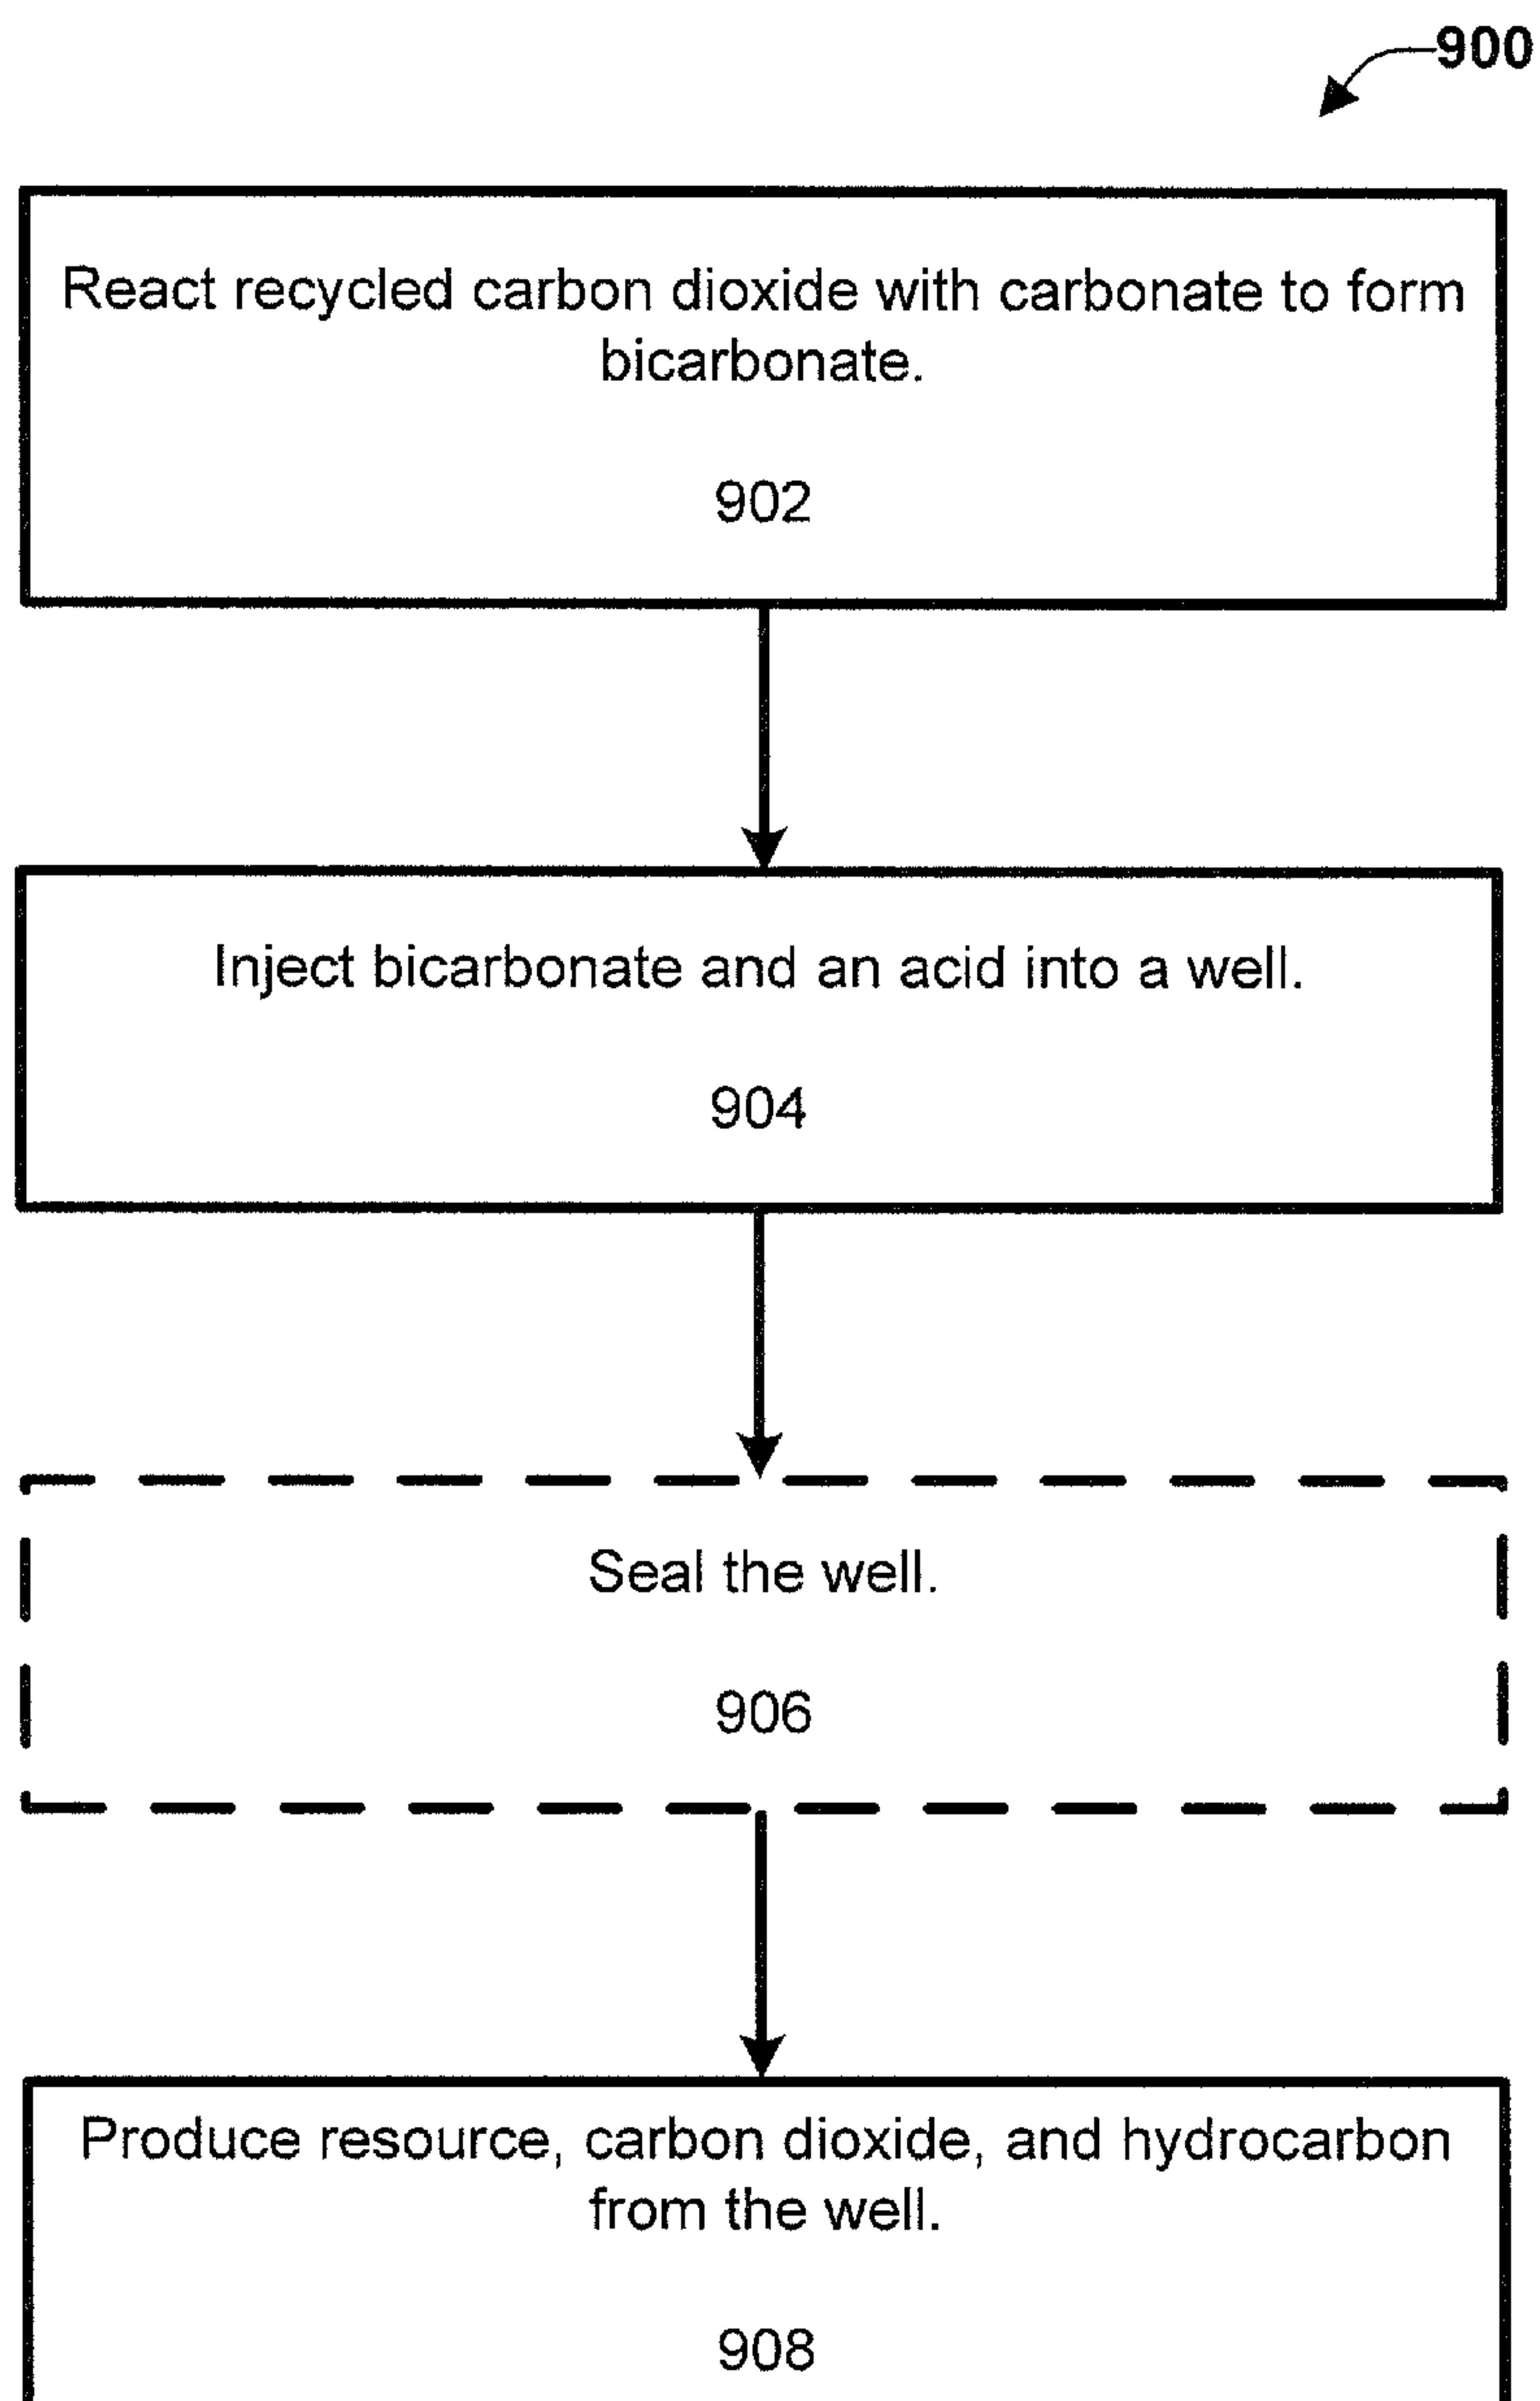 900
React recycled carbon dioxide with carbonate to form
bicarbonate.
902
Inject bicarbonate and an acid into a well.
904
Seal the well.
906
Produce resource, carbon dioxide, and hydrocarbon
from the well.
908